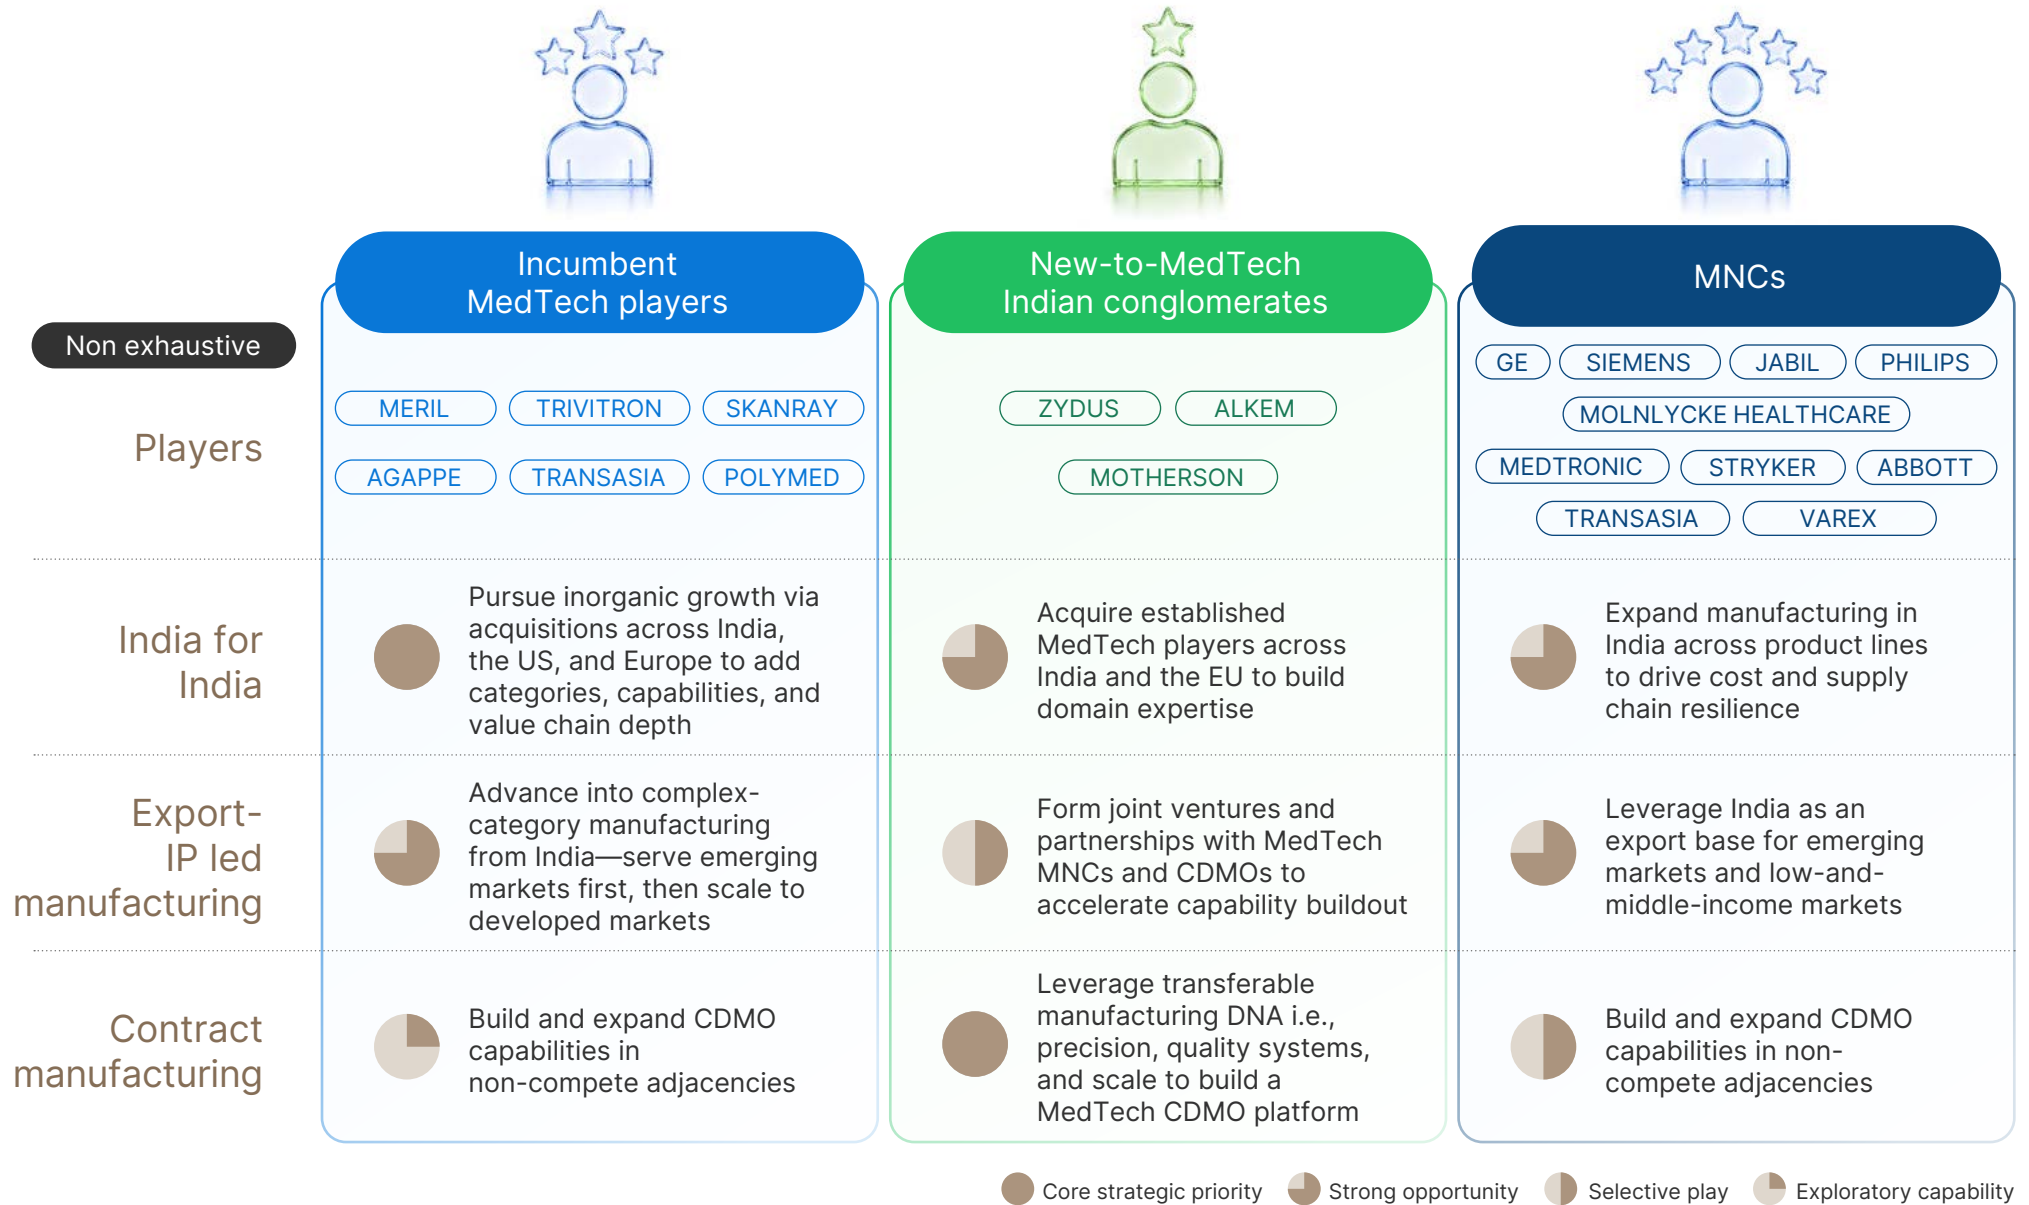 Incumbent
MedTech players
New-to-MedTech
Indian conglomerates
MNCs
Non exhaustive
Players
MERIL
TRIVITRON
SKANRAY
AGAPPE
TRANSASIA
POLYMED
ZYDUS
ALKEM
MOTHERSON
GE
SIEMENS
JABIL
PHILIPS
MOLNLYCKE HEALTHCARE
MEDTRONIC
STRYKER
ABBOTT
TRANSASIA
VAREX
India for
India
Pursue inorganic growth via
acquisitions across India,
the US, and Europe to add
categories, capabilities, and
value chain depth
Acquire established
MedTech players across
India and the EU to build
domain expertise
Expand manufacturing in
India across product lines
to drive cost and supply
chain resilience
Export-
IP led
manufacturing
Advance into complex-
category manufacturing
from India—serve emerging
markets first, then scale to
developed markets
Form joint ventures and
partnerships with MedTech
MNCs and CDMOs to
accelerate capability buildout
Leverage India as an
export base for emerging
markets and low-and-
middle-income markets
Contract
manufacturing
Build and expand CDMO
capabilities in
non-compete adjacencies
Leverage transferable
manufacturing DNA i.e.,
precision, quality systems,
and scale to build a
MedTech CDMO platform
Build and expand CDMO
capabilities in non-
compete adjacencies
Core strategic priority
Strong opportunity
Selective play
Exploratory capability